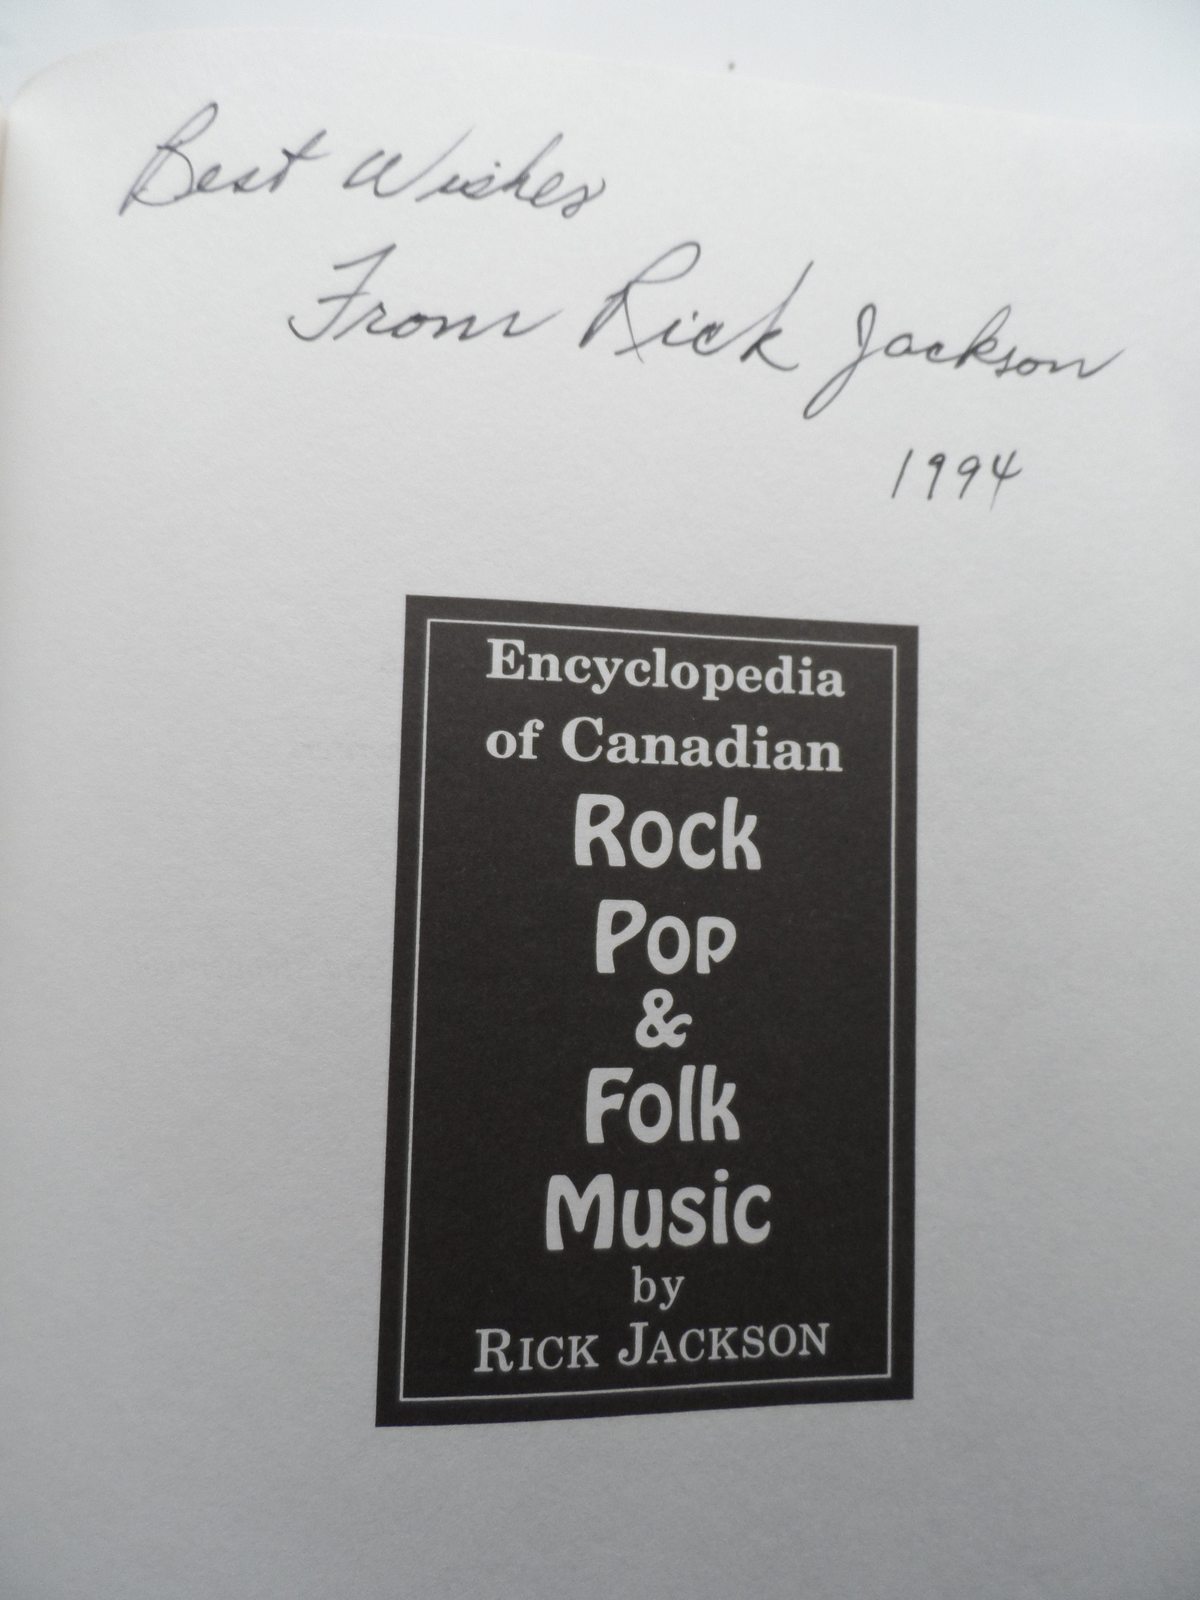 Best Wishes
From Rick Jackson
1994
Encyclopedia
of Canadian
Rock
Pop
&
Folk
Music
by
RICK JACKSON